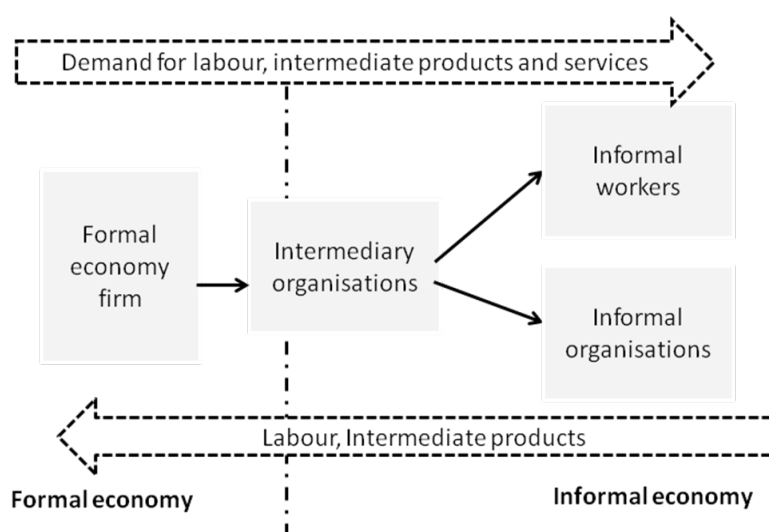 Demand for labour, intermediate products and services
Informal
workers
Formal
economy
firm
Intermediary
organisations
Informal
organisations
Labour, Intermediate products
Formal economy
Informal economy